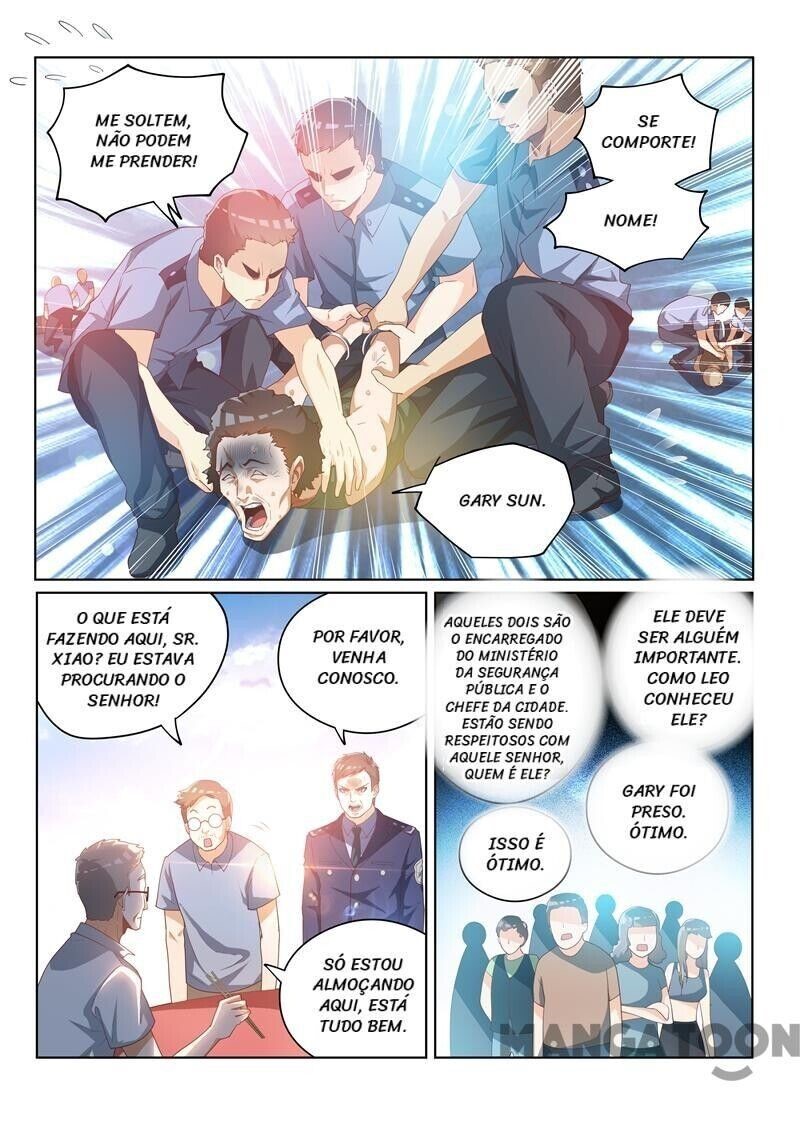 ME SOLTEM,
NÃO PODEM
ME PRENDER!
SE
COMPORTE!
NOME!
GARY SUN.
O QUE ESTÁ
FAZENDO AQUI, SR.
XIAO? EU ESTAVA
PROCURANDO O
SENHOR!
POR FAVOR,
VENHA
CONOSCO.
SÓ ESTOU
ALMOÇANDO
AQUI, ESTÁ
TUDO BEM.
AQUELES DOIS SÃO
O ENCARREGADO
DO MINISTÉRIO
DA SEGURANÇA
PÚBLICA E O
CHEFE DA CIDADE.
ESTÃO SENDO
RESPEITOSOS COM
AQUELE SENHOR,
QUEM É ELE?
ELE DEVE
SER ALGUÉM
IMPORTANTE.
COMO LEO
CONHECEU
ELE?
GARY FOI
PRESO.
ÓTIMO.
ISSO É
ÓTIMO.
MANGATOON